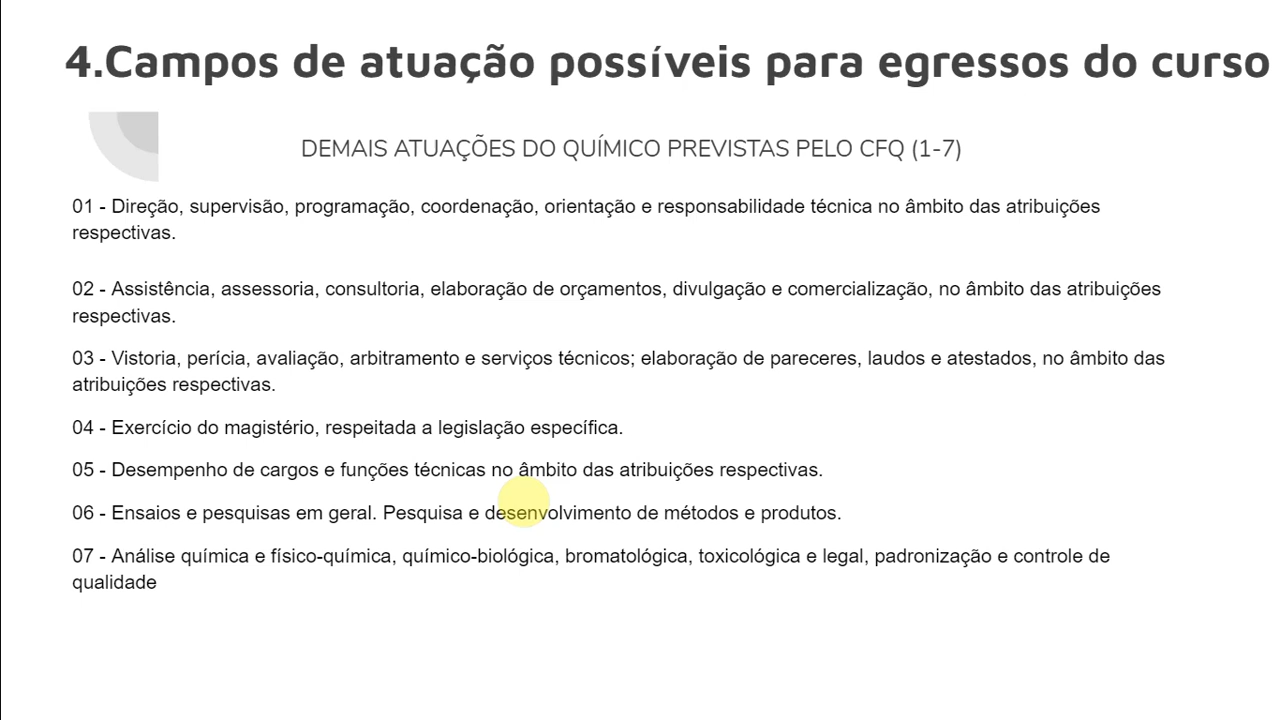 4.Campos de atuação possíveis para egressos do curso
DEMAIS ATUAÇÕES DO QUÍMICO PREVISTAS PELO CFQ (1-7)
01 - Direção, supervisão, programação, coordenação, orientação e responsabilidade técnica no âmbito das atribuições
respectivas.
02 - Assistência, assessoria, consultoria, elaboração de orçamentos, divulgação e comercialização, no âmbito das atribuições
respectivas.
03 - Vistoria, perícia, avaliação, arbitramento e serviços técnicos; elaboração de pareceres, laudos e atestados, no âmbito das
atribuições respectivas.
04 - Exercício do magistério, respeitada a legislação específica.
05 - Desempenho de cargos e funções técnicas no âmbito das atribuições respectivas.
06 - Ensaios e pesquisas em geral. Pesquisa e desenvolvimento de métodos e produtos.
07 - Análise química e físico-química, químico-biológica, bromatológica, toxicológica e legal, padronização e controle de
qualidade